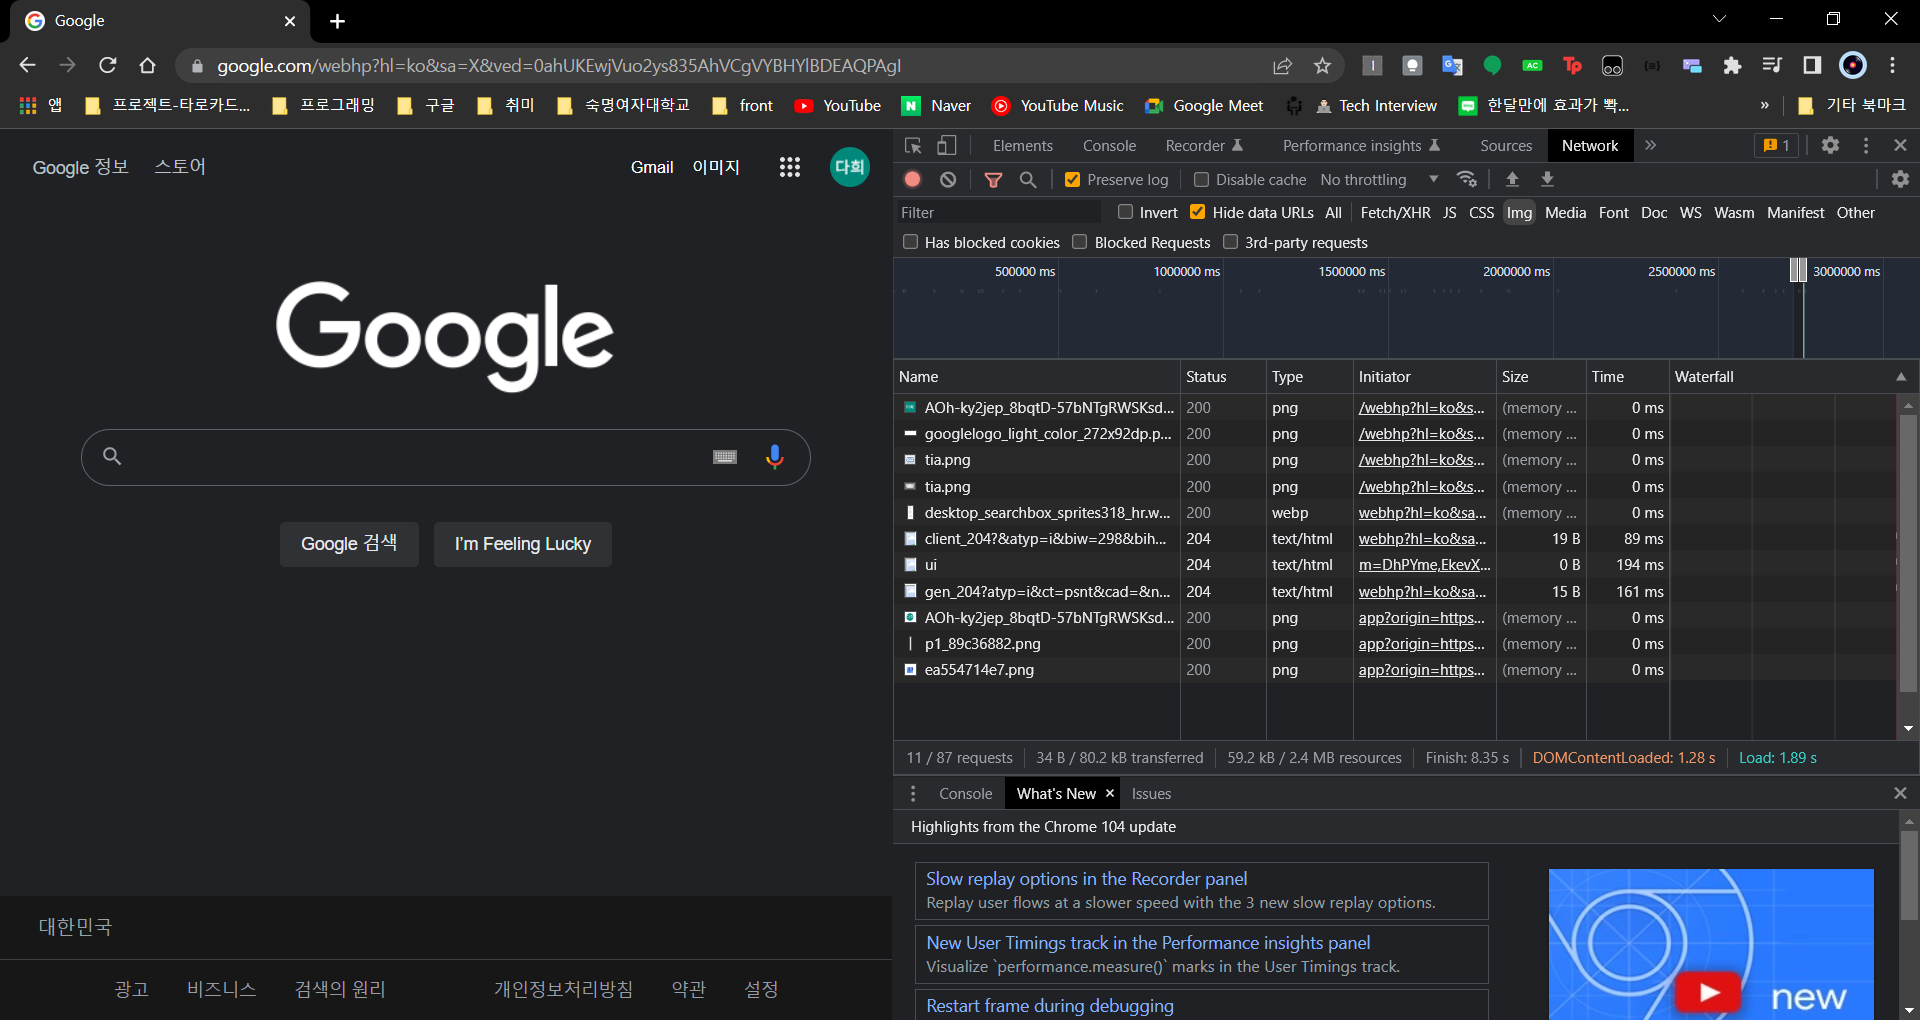 Google
google.com/webhp?hl=ko&sa=X&ved=0ahUKEwjVuo2ys835AhVCgVYBHYlBDEAQPAgI
앱 프로젝트-타로카드... 프로그래밍 구글 취미 숙명여자대학교 front YouTube Naver YouTube Music Google Meet Tech Interview 한달만에 효과가 빡... » 기타 북마크
Google 정보 스토어 Gmail 이미지 다희
Google
Google 검색 I'm Feeling Lucky
대한민국
광고 비즈니스 검색의 원리 개인정보처리방침 약관 설정
Elements Console Recorder Performance insights Sources Network » 1
Preserve log Disable cache No throttling
Filter Invert Hide data URLs All Fetch/XHR JS CSS Img Media Font Doc WS Wasm Manifest Other
Has blocked cookies Blocked Requests 3rd-party requests
500000 ms 1000000 ms 1500000 ms 2000000 ms 2500000 ms 3000000 ms
Name Status Type Initiator Size Time Waterfall
AOh-ky2jep_8bqtD-57bNTgRWSKsd... 200 png /webhp?hl=ko&s... (memory ... 0 ms
googlelogo_light_color_272x92dp.p... 200 png /webhp?hl=ko&s... (memory ... 0 ms
tia.png 200 png /webhp?hl=ko&s... (memory ... 0 ms
tia.png 200 png /webhp?hl=ko&s... (memory ... 0 ms
desktop_searchbox_sprites318_hr.w... 200 webp webhp?hl=ko&sa... (memory ... 0 ms
client_204?&atyp=i&biw=298&bih... 204 text/html webhp?hl=ko&sa... 19 B 89 ms
ui 204 text/html m=DhPYme,EkevX... 0 B 194 ms
gen_204?atyp=i&ct=psnt&cad=&n... 204 text/html webhp?hl=ko&sa... 15 B 161 ms
AOh-ky2jep_8bqtD-57bNTgRWSKsd... 200 png app?origin=https... (memory ... 0 ms
p1_89c36882.png 200 png app?origin=https... (memory ... 0 ms
ea554714e7.png 200 png app?origin=https... (memory ... 0 ms
11 / 87 requests 34 B / 80.2 kB transferred 59.2 kB / 2.4 MB resources Finish: 8.35 s DOMContentLoaded: 1.28 s Load: 1.89 s
Console What's New Issues
Highlights from the Chrome 104 update
Slow replay options in the Recorder panel
Replay user flows at a slower speed with the 3 new slow replay options.
New User Timings track in the Performance insights panel
Visualize `performance.measure()` marks in the User Timings track.
Restart frame during debugging
new